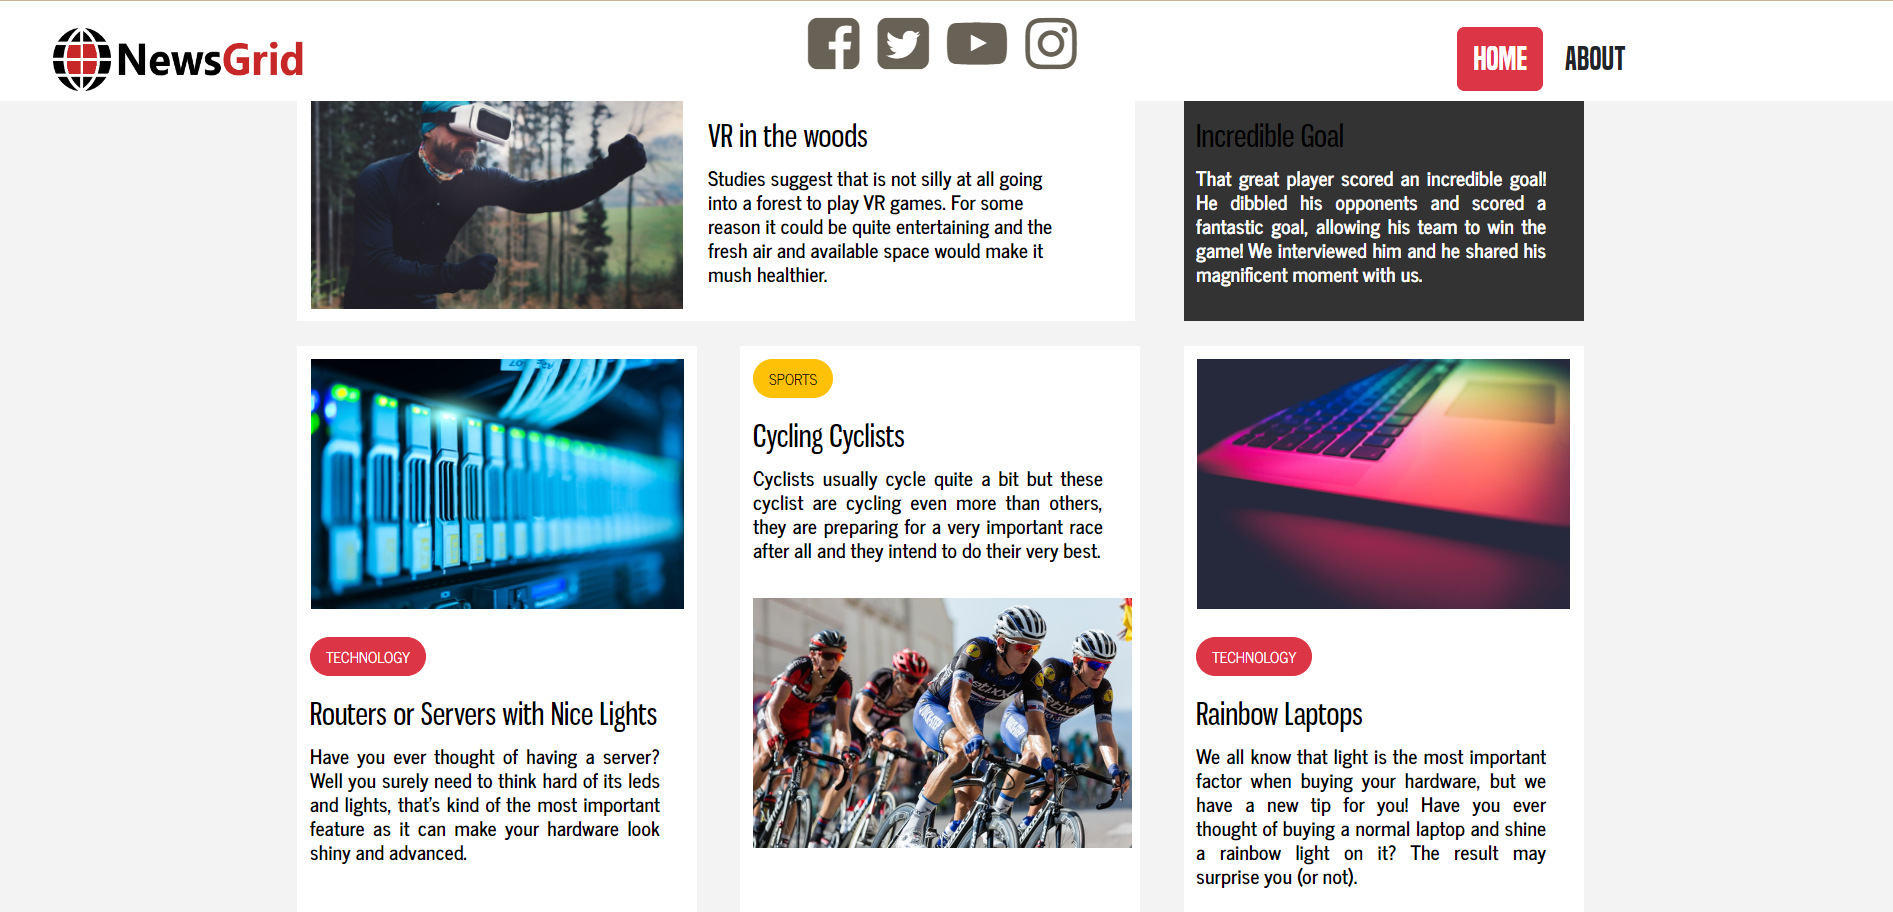 NewsGrid
HOME
ABOUT
VR in the woods
Studies suggest that is not silly at all going
into a forest to play VR games. For some
reason it could be quite entertaining and the
fresh air and available space would make it
mush healthier.
Incredible Goal
That great player scored an incredible goal!
He dibbled his opponents and scored a
fantastic goal, allowing his team to win the
game! We interviewed him and he shared his
magnificent moment with us.
TECHNOLOGY
Routers or Servers with Nice Lights
Have you ever thought of having a server?
Well you surely need to think hard of its leds
and lights, that's kind of the most important
feature as it can make your hardware look
shiny and advanced.
SPORTS
Cycling Cyclists
Cyclists usually cycle quite a bit but these
cyclist are cycling even more than others,
they are preparing for a very important race
after all and they intend to do their very best.
TECHNOLOGY
Rainbow Laptops
We all know that light is the most important
factor when buying your hardware, but we
have a new tip for you! Have you ever
thought of buying a normal laptop and shine
a rainbow light on it? The result may
surprise you (or not).